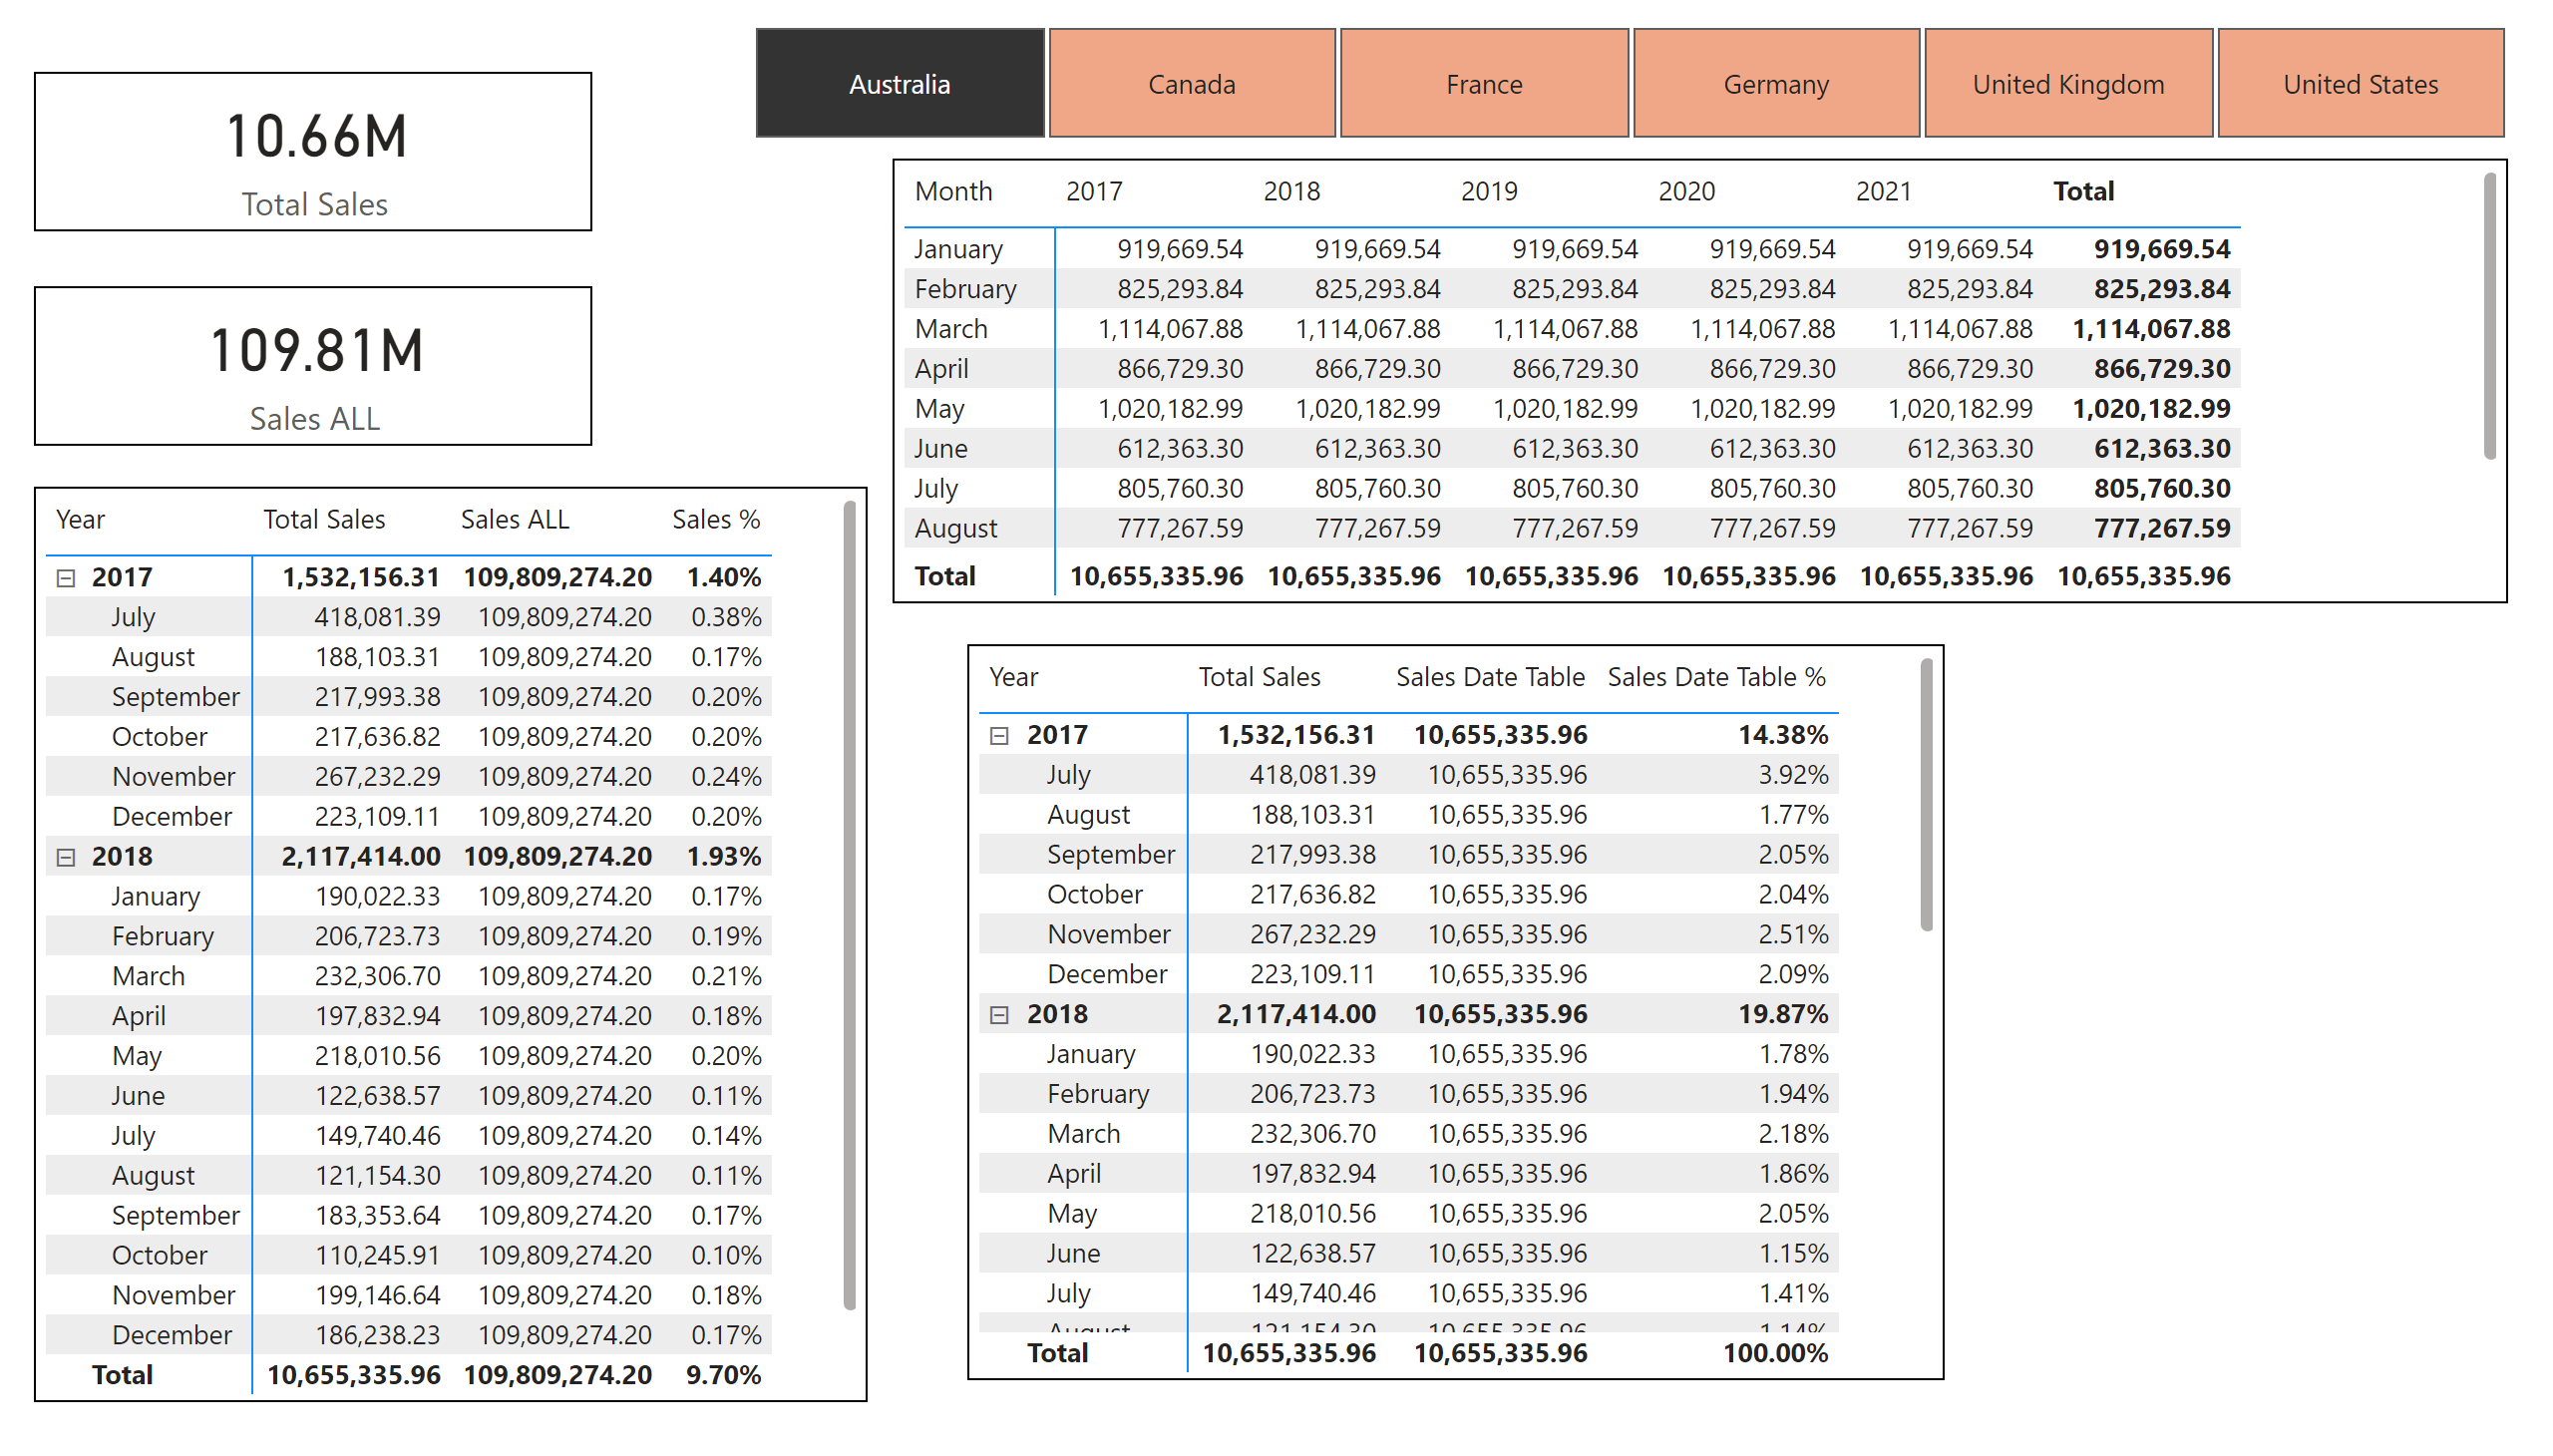 Australia Canada France Germany United Kingdom United States
10.66M
Total Sales
109.81M
Sales ALL
Month 2017 2018 2019 2020 2021 Total
January 919,669.54 919,669.54 919,669.54 919,669.54 919,669.54 919,669.54
February 825,293.84 825,293.84 825,293.84 825,293.84 825,293.84 825,293.84
March 1,114,067.88 1,114,067.88 1,114,067.88 1,114,067.88 1,114,067.88 1,114,067.88
April 866,729.30 866,729.30 866,729.30 866,729.30 866,729.30 866,729.30
May 1,020,182.99 1,020,182.99 1,020,182.99 1,020,182.99 1,020,182.99 1,020,182.99
June 612,363.30 612,363.30 612,363.30 612,363.30 612,363.30 612,363.30
July 805,760.30 805,760.30 805,760.30 805,760.30 805,760.30 805,760.30
August 777,267.59 777,267.59 777,267.59 777,267.59 777,267.59 777,267.59
Total 10,655,335.96 10,655,335.96 10,655,335.96 10,655,335.96 10,655,335.96 10,655,335.96
Year Total Sales Sales ALL Sales %
2017 1,532,156.31 109,809,274.20 1.40%
July 418,081.39 109,809,274.20 0.38%
August 188,103.31 109,809,274.20 0.17%
September 217,993.38 109,809,274.20 0.20%
October 217,636.82 109,809,274.20 0.20%
November 267,232.29 109,809,274.20 0.24%
December 223,109.11 109,809,274.20 0.20%
2018 2,117,414.00 109,809,274.20 1.93%
January 190,022.33 109,809,274.20 0.17%
February 206,723.73 109,809,274.20 0.19%
March 232,306.70 109,809,274.20 0.21%
April 197,832.94 109,809,274.20 0.18%
May 218,010.56 109,809,274.20 0.20%
June 122,638.57 109,809,274.20 0.11%
July 149,740.46 109,809,274.20 0.14%
August 121,154.30 109,809,274.20 0.11%
September 183,353.64 109,809,274.20 0.17%
October 110,245.91 109,809,274.20 0.10%
November 199,146.64 109,809,274.20 0.18%
December 186,238.23 109,809,274.20 0.17%
Total 10,655,335.96 109,809,274.20 9.70%
Year Total Sales Sales Date Table Sales Date Table %
2017 1,532,156.31 10,655,335.96 14.38%
July 418,081.39 10,655,335.96 3.92%
August 188,103.31 10,655,335.96 1.77%
September 217,993.38 10,655,335.96 2.05%
October 217,636.82 10,655,335.96 2.04%
November 267,232.29 10,655,335.96 2.51%
December 223,109.11 10,655,335.96 2.09%
2018 2,117,414.00 10,655,335.96 19.87%
January 190,022.33 10,655,335.96 1.78%
February 206,723.73 10,655,335.96 1.94%
March 232,306.70 10,655,335.96 2.18%
April 197,832.94 10,655,335.96 1.86%
May 218,010.56 10,655,335.96 2.05%
June 122,638.57 10,655,335.96 1.15%
July 149,740.46 10,655,335.96 1.41%
August 121,154.30 10,655,335.96 1.14%
Total 10,655,335.96 10,655,335.96 100.00%